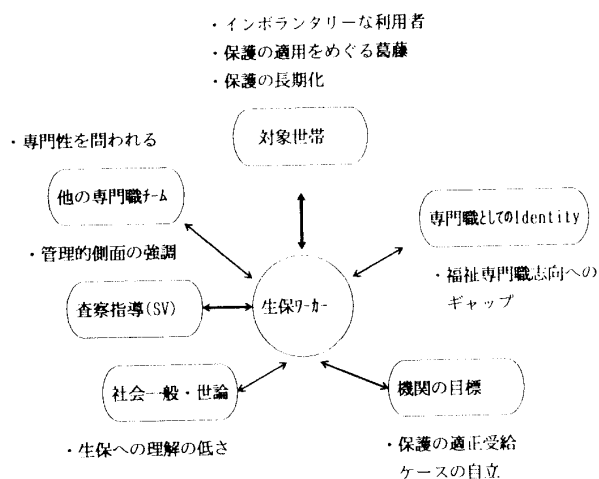 ・インボランタリーな利用者
・保護の適用をめぐる葛藤
・保護の長期化
対象世帯
・専門性を問われる
他の専門職チーム
専門職としてのIdentity
・管理的側面の強調
・福祉専門職志向への
ギャップ
査察指導(SV)
生保ワーカー
社会一般・世論
機関の目標
・生保への理解の低さ
・保護の適正受給
ケースの自立